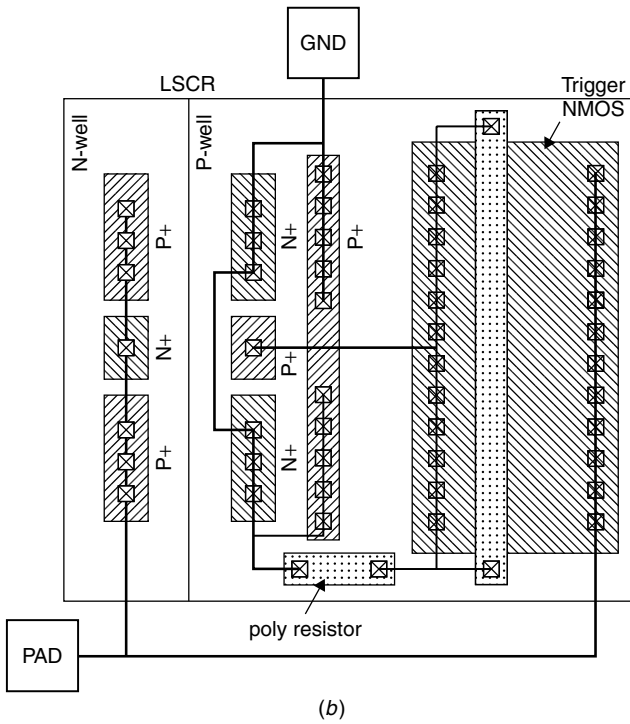 GND
LSCR
Trigger
NMOS
N-well
P-well
P+
N+
P+
N+
P+
P+
N+
poly resistor
PAD
(b)